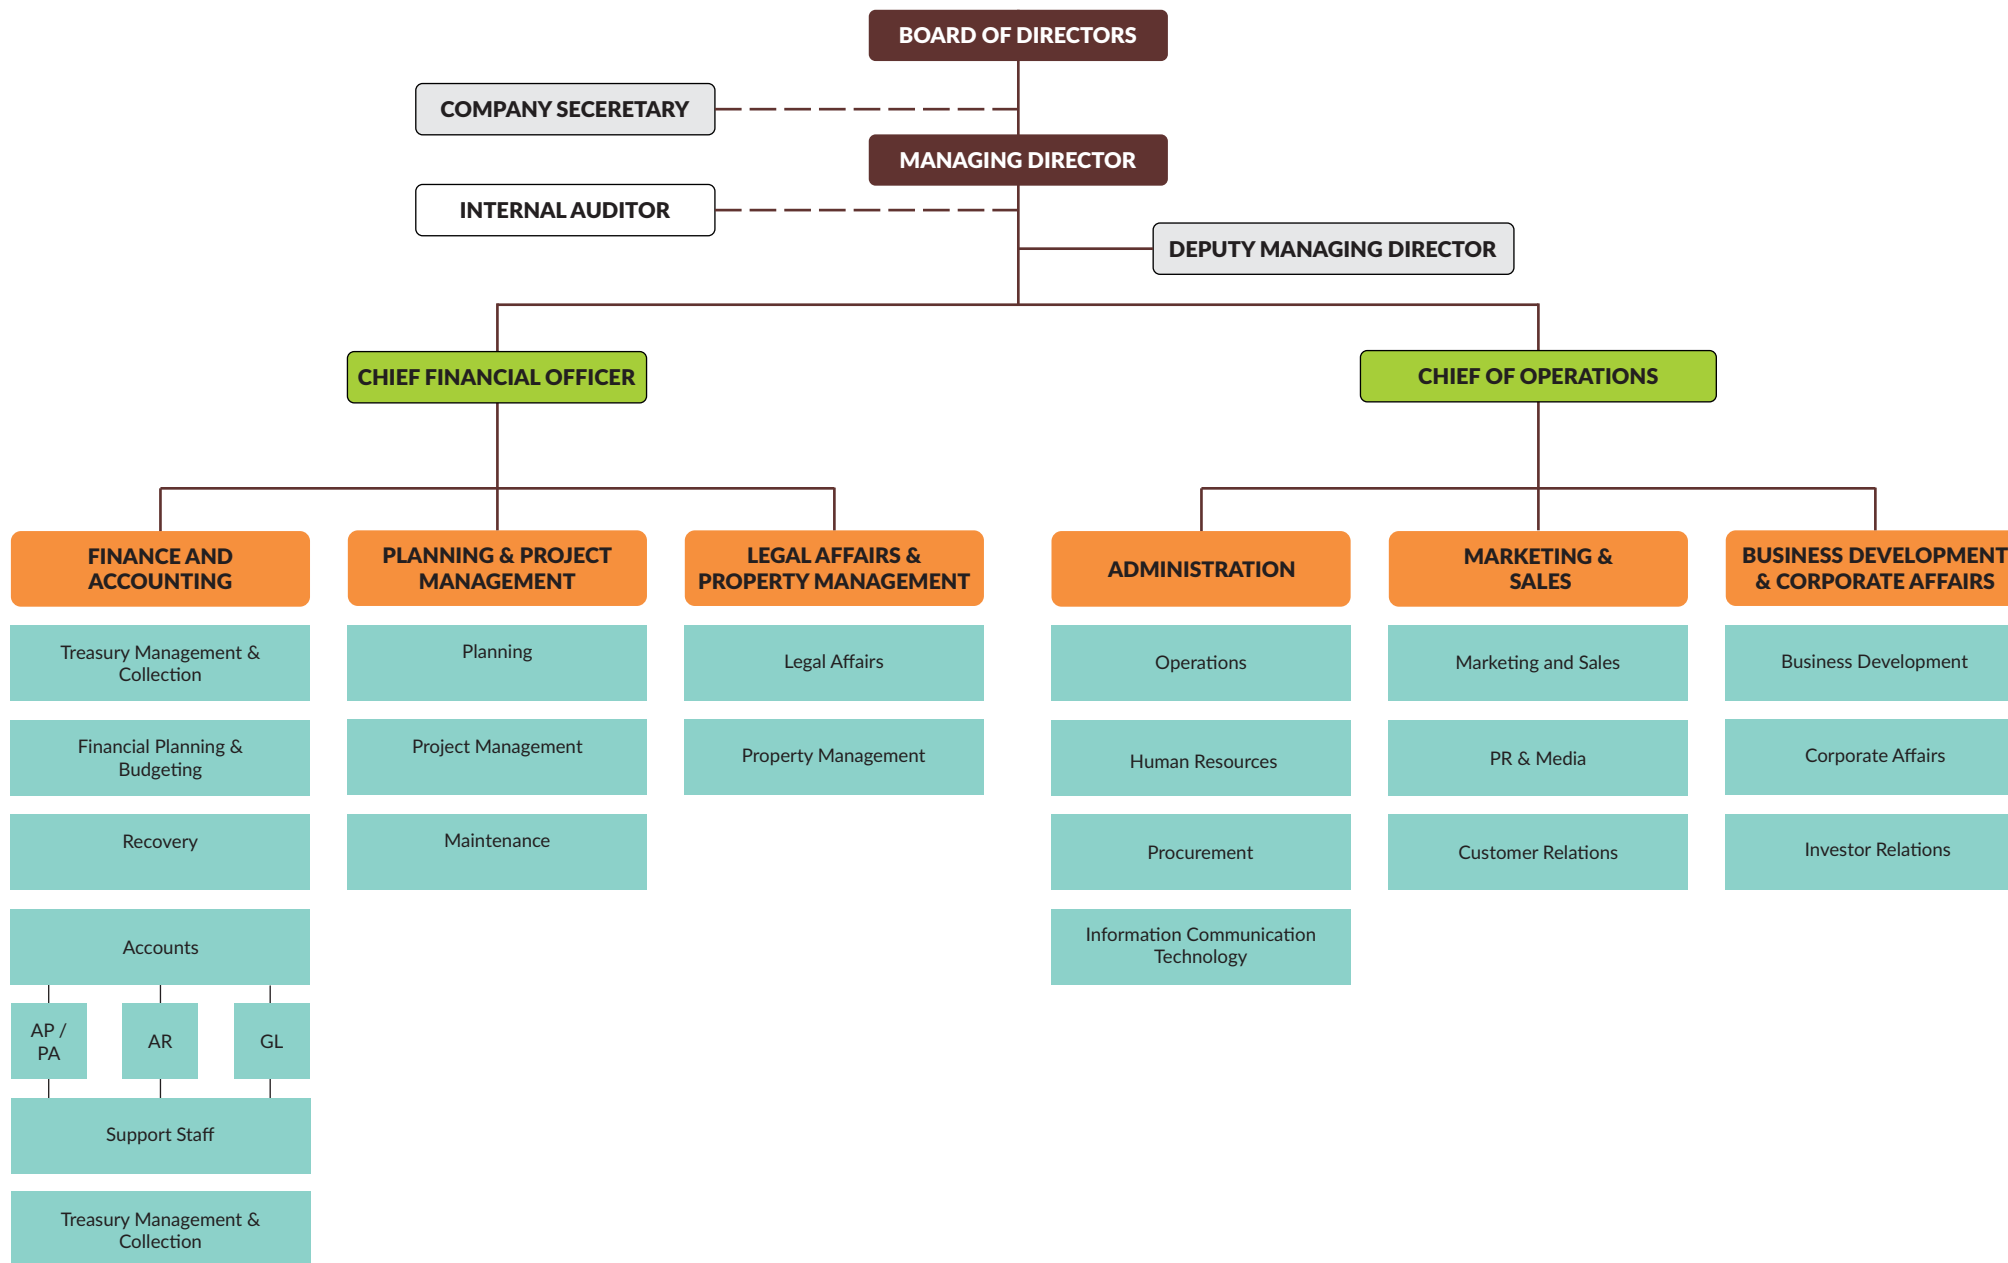 BOARD OF DIRECTORS
COMPANY SECERETARY
MANAGING DIRECTOR
INTERNAL AUDITOR
DEPUTY MANAGING DIRECTOR
CHIEF FINANCIAL OFFICER
CHIEF OF OPERATIONS
FINANCE AND
ACCOUNTING
Treasury Management &
Collection
Financial Planning &
Budgeting
Recovery
Accounts
AP /
PA
AR
GL
Support Staff
Treasury Management &
Collection
PLANNING & PROJECT
MANAGEMENT
Planning
Project Management
Maintenance
LEGAL AFFAIRS &
PROPERTY MANAGEMENT
Legal Affairs
Property Management
ADMINISTRATION
Operations
Human Resources
Procurement
Information Communication
Technology
MARKETING &
SALES
Marketing and Sales
PR & Media
Customer Relations
BUSINESS DEVELOPMENT
& CORPORATE AFFAIRS
Business Development
Corporate Affairs
Investor Relations